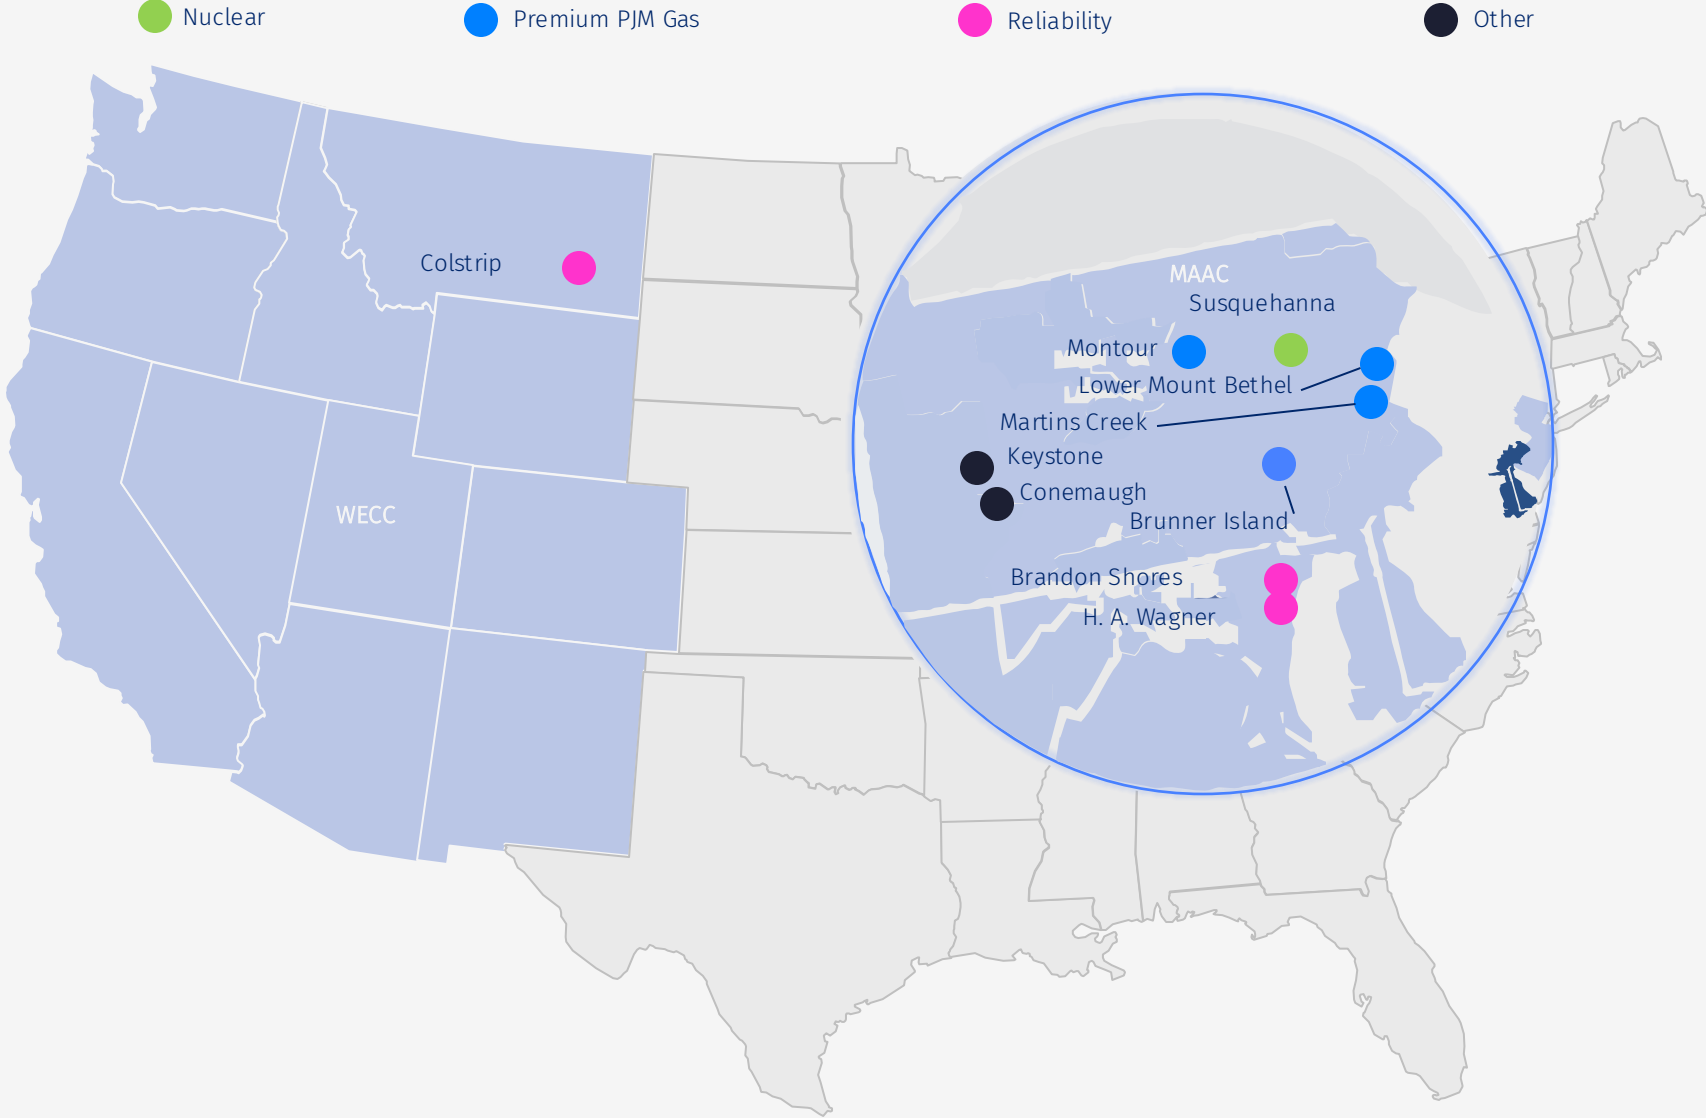 Nuclear
Premium PJM Gas
Reliability
Other
Colstrip
WECC
MAAC
Susquehanna
Montour
Lower Mount Bethel
Martins Creek
Keystone
Conemaugh
Brunner Island
Brandon Shores
H. A. Wagner